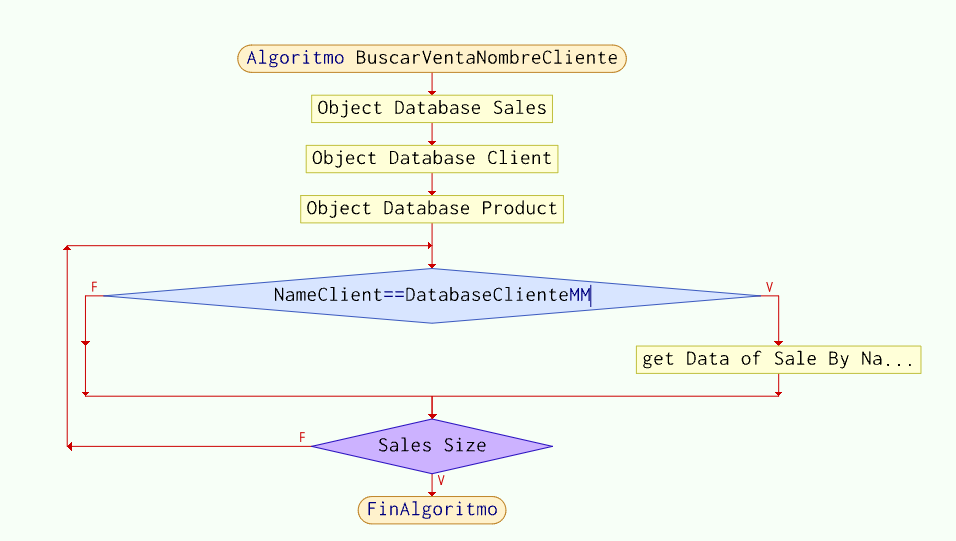 Algoritmo BuscarVentaNombreCliente
Object Database Sales
Object Database Client
Object Database Product
F
NameClient==DatabaseClienteMM
V
get Data of Sale By Na...
F
Sales Size
V
FinAlgoritmo